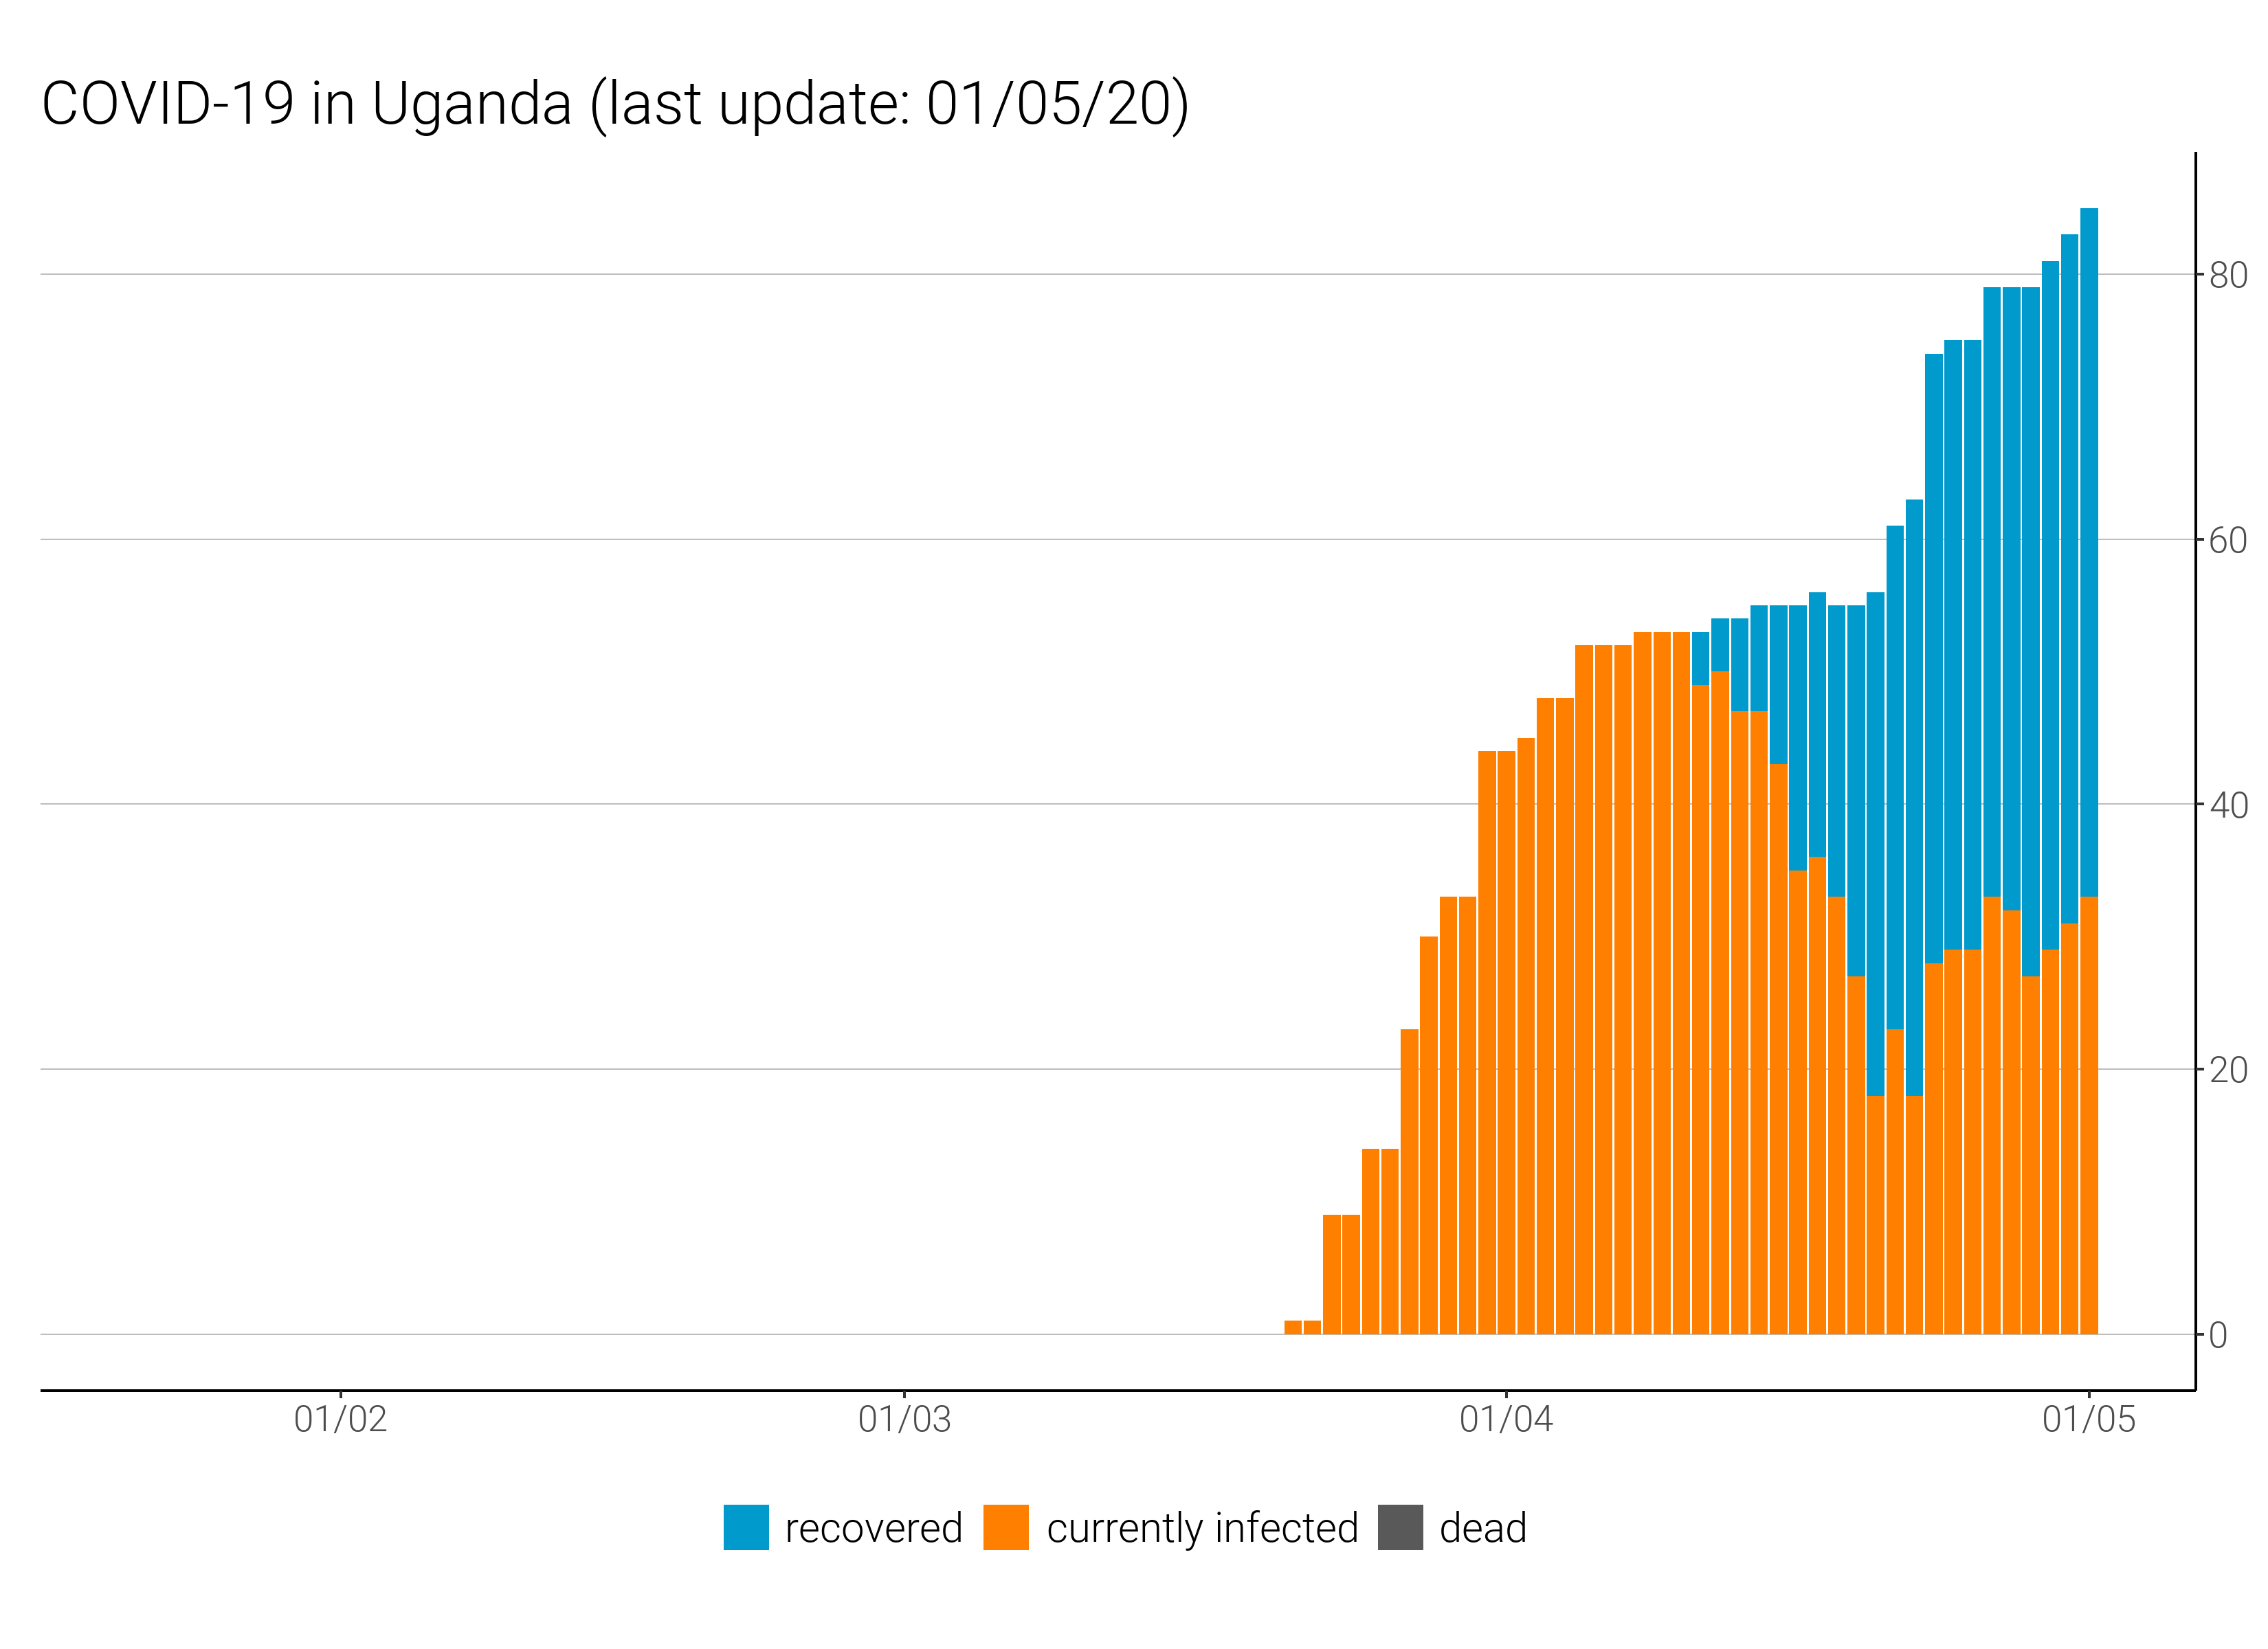 COVID-19 in Uganda (last update: 01/05/20)
80
60
40
20
0
01/02 01/03 01/04 01/05
recovered currently infected dead